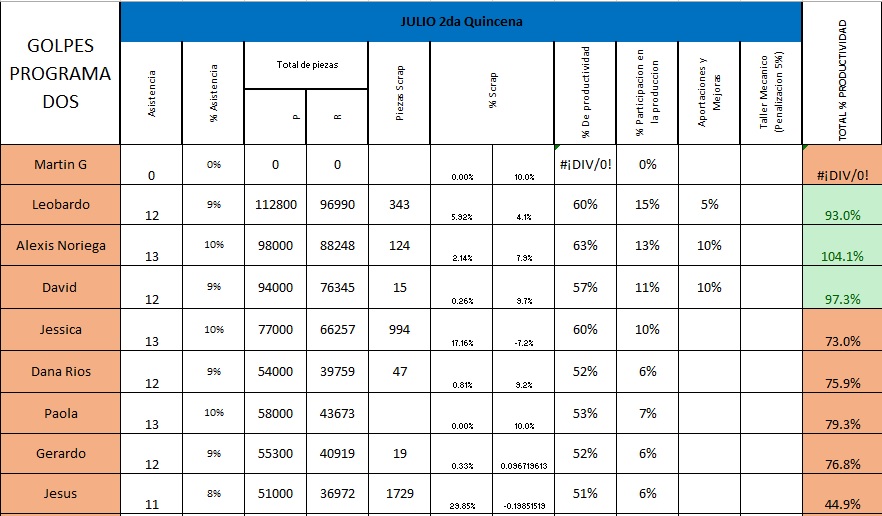 GOLPES PROGRAMADOS JULIO 2da Quincena
Asistencia % Asistencia Total de piezas P R Piezas Scrap % Scrap % De productividad % Participacion en la produccion Aportaciones y Mejoras Taller Mecanico (Penalizacion 5%) TOTAL % PRODUCTIVIDAD
Martin G 0 0% 0 0 0.00% 10.0% #¡DIV/0! 0% #¡DIV/0!
Leobardo 12 9% 112800 96990 343 5.92% 4.1% 60% 15% 5% 93.0%
Alexis Noriega 13 10% 98000 88248 124 2.14% 7.9% 63% 13% 10% 104.1%
David 12 9% 94000 76345 15 0.26% 9.7% 57% 11% 10% 97.3%
Jessica 13 10% 77000 66257 994 17.16% -7.2% 60% 10% 73.0%
Dana Rios 12 9% 54000 39759 47 0.81% 9.2% 52% 6% 75.9%
Paola 13 10% 58000 43673 0.00% 10.0% 53% 7% 79.3%
Gerardo 12 9% 55300 40919 19 0.33% 0.096719613 52% 6% 76.8%
Jesus 11 8% 51000 36972 1729 29.85% -0.19851519 51% 6% 44.9%